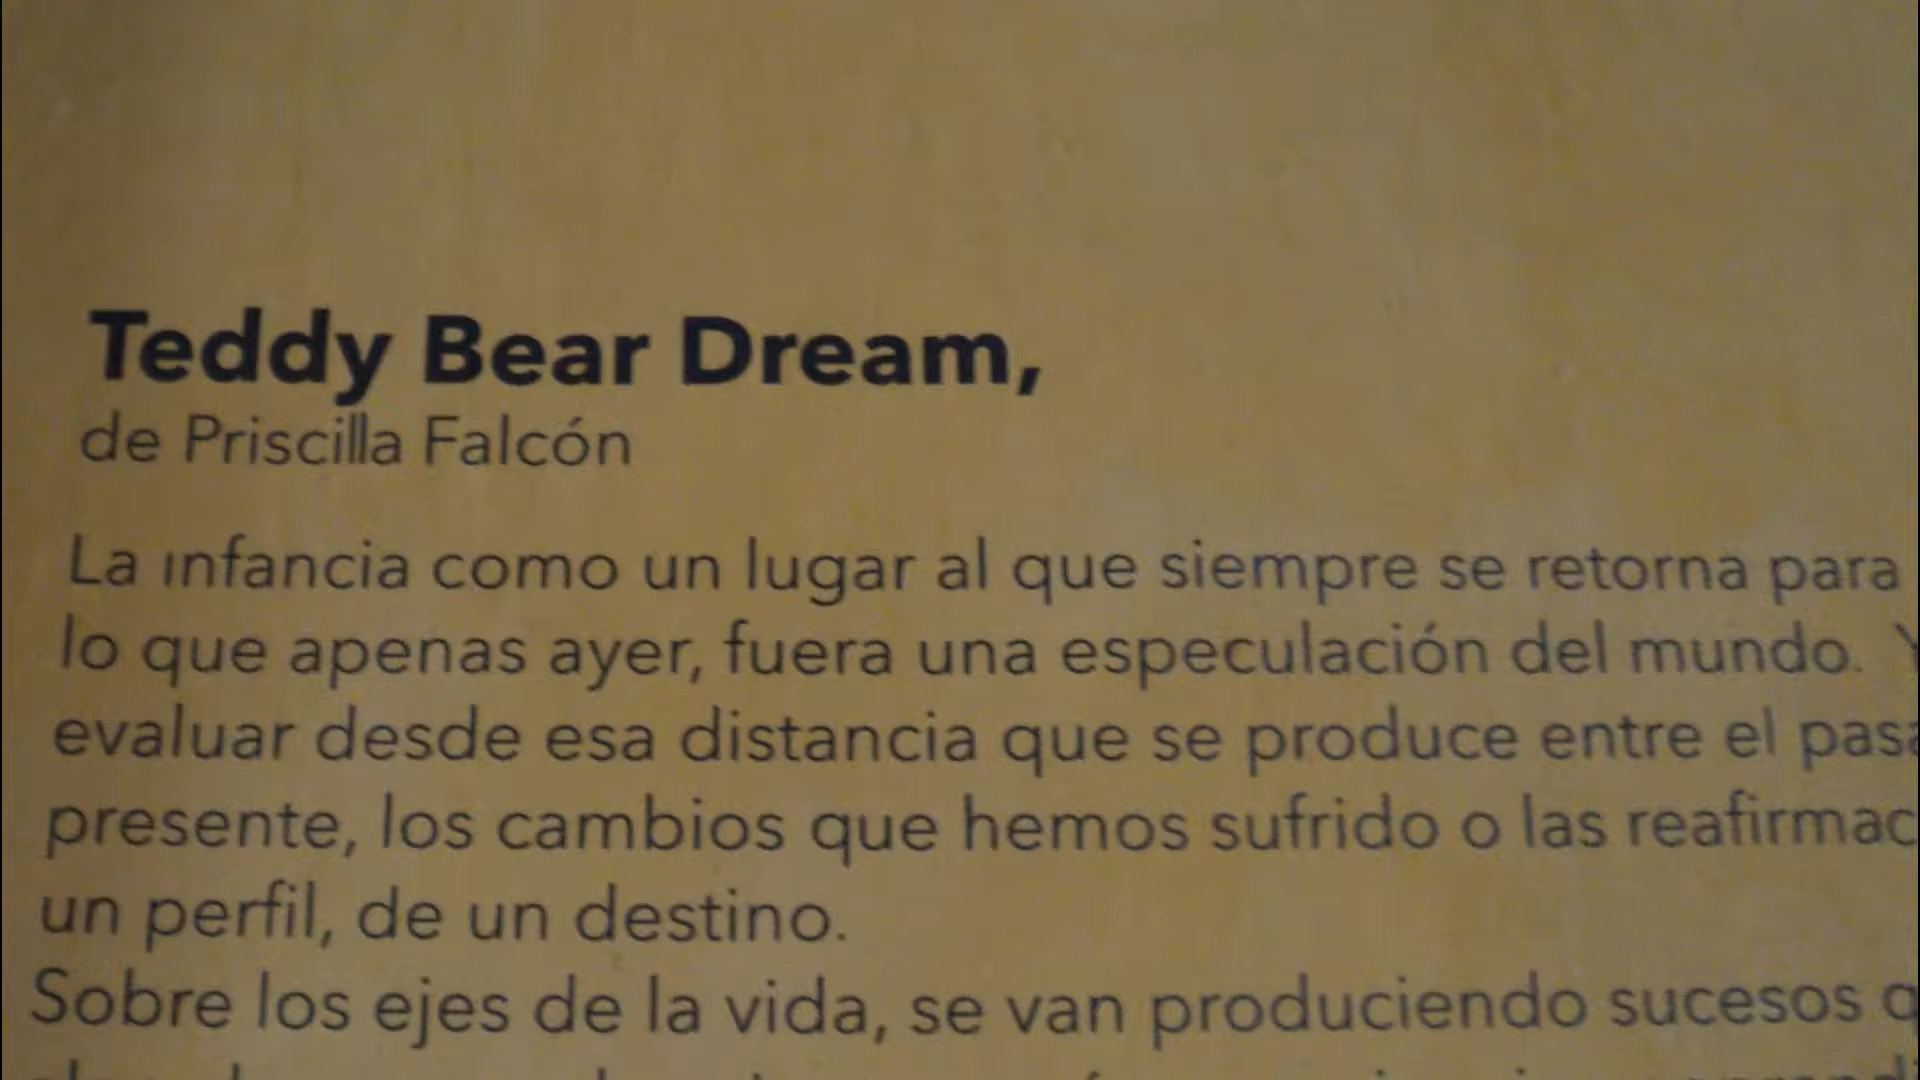 Teddy Bear Dream,
de Priscilla Falcón
La infancia como un lugar al que siempre se retorna para
lo que apenas ayer, fuera una especulación del mundo. Y
evaluar desde esa distancia que se produce entre el
presente, los cambios que hemos sufrido o las
un perfil, de un destino.
Sobre los ejes de la vida, se van produciendo sucesos